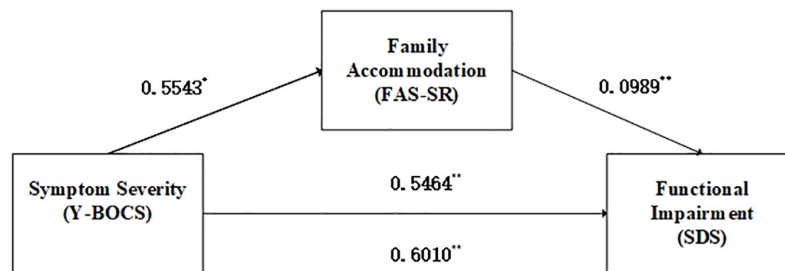 Family
Accommodation
(FAS-SR)
0.5543*
0.0989**
Symptom Severity
(Y-BOCS)
0.5464**
0.6010**
Functional
Impairment
(SDS)